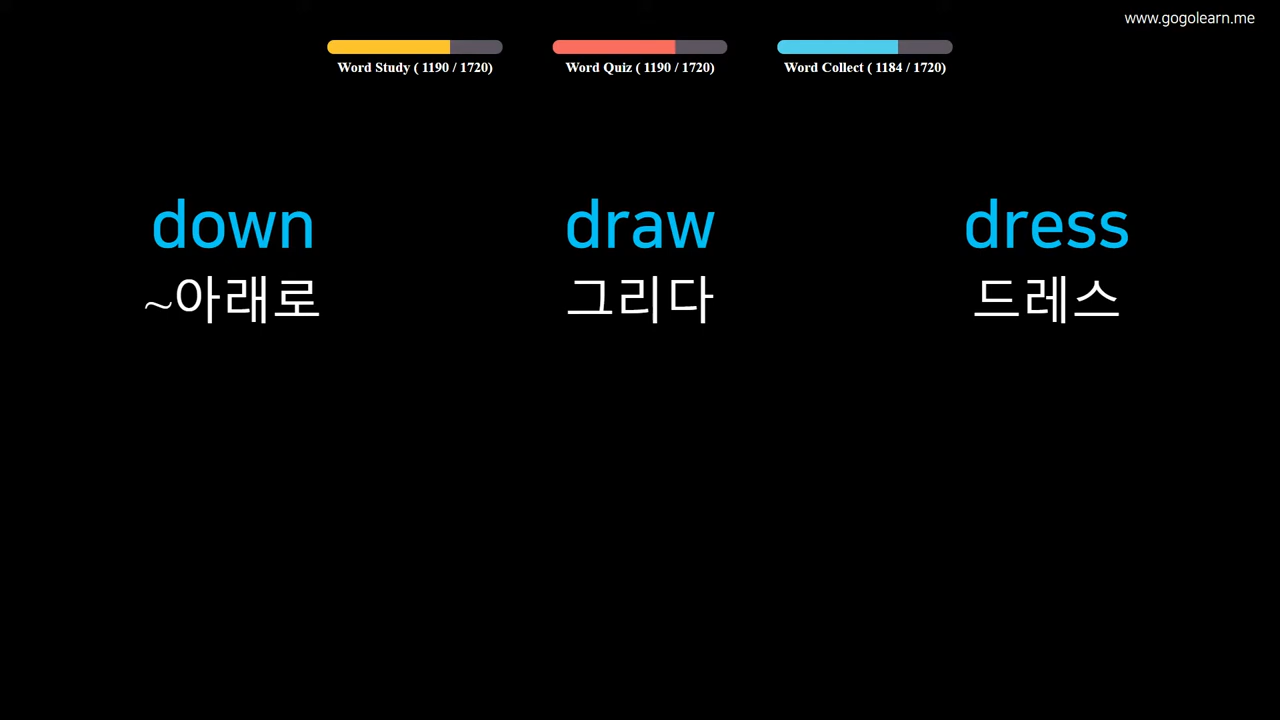 www.gogolearn.me
Word Study ( 1190 / 1720)
Word Quiz ( 1190 / 1720)
Word Collect ( 1184 / 1720)
down
~아래로
draw
그리다
dress
드레스